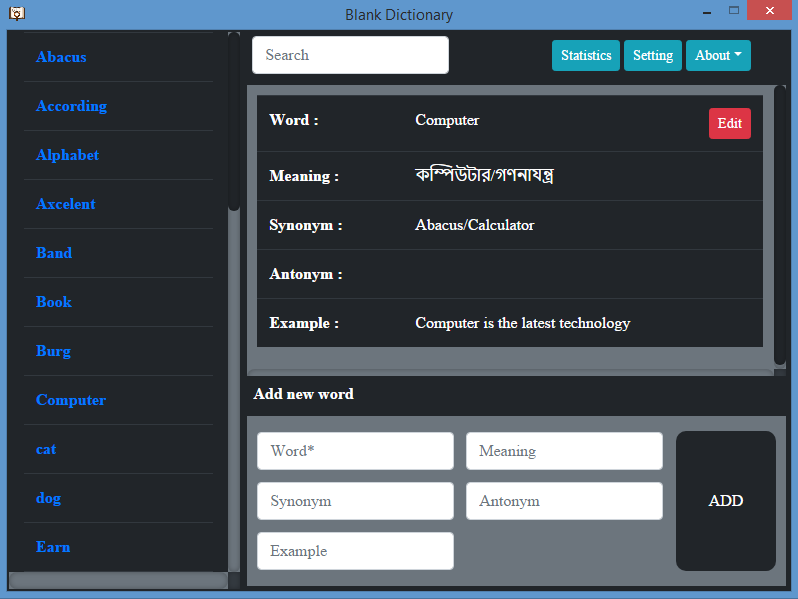 Blank Dictionary
Abacus
According
Alphabet
Axcelent
Band
Book
Burg
Computer
cat
dog
Earn
Search
Statistics Setting About
Word : Computer Edit
Meaning : কম্পিউটার/গণনাযন্ত্র
Synonym : Abacus/Calculator
Antonym :
Example : Computer is the latest technology
Add new word
Word* Meaning
Synonym Antonym
Example
ADD